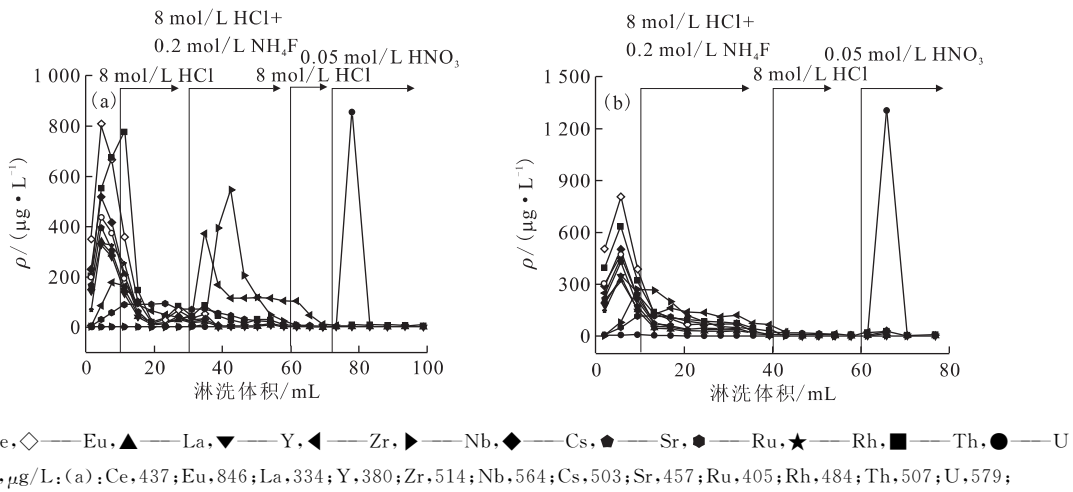 8 mol/L HCl+
0.2 mol/L NH₄F
0.05 mol/L HNO₃
8 mol/L HCl
8 mol/L HCl
(a)
1 000
800
600
400
200
0
ρ/(μg·L⁻¹)
0
20
40
60
80
100
淋洗体积/mL
8 mol/L HCl+
0.2 mol/L NH₄F
0.05 mol/L HNO₃
8 mol/L HCl
(b)
1 500
1 200
900
600
300
0
ρ/(μg·L⁻¹)
0
20
40
60
80
淋洗体积/mL
e,◇——Eu,▲——La,▼——Y,◀——Zr,▶——Nb,◆——Cs,⬟——Sr,⬢——Ru,★——Rh,■——Th,●——U
,μg/L:(a):Ce,437;Eu,846;La,334;Y,380;Zr,514;Nb,564;Cs,503;Sr,457;Ru,405;Rh,484;Th,507;U,579;